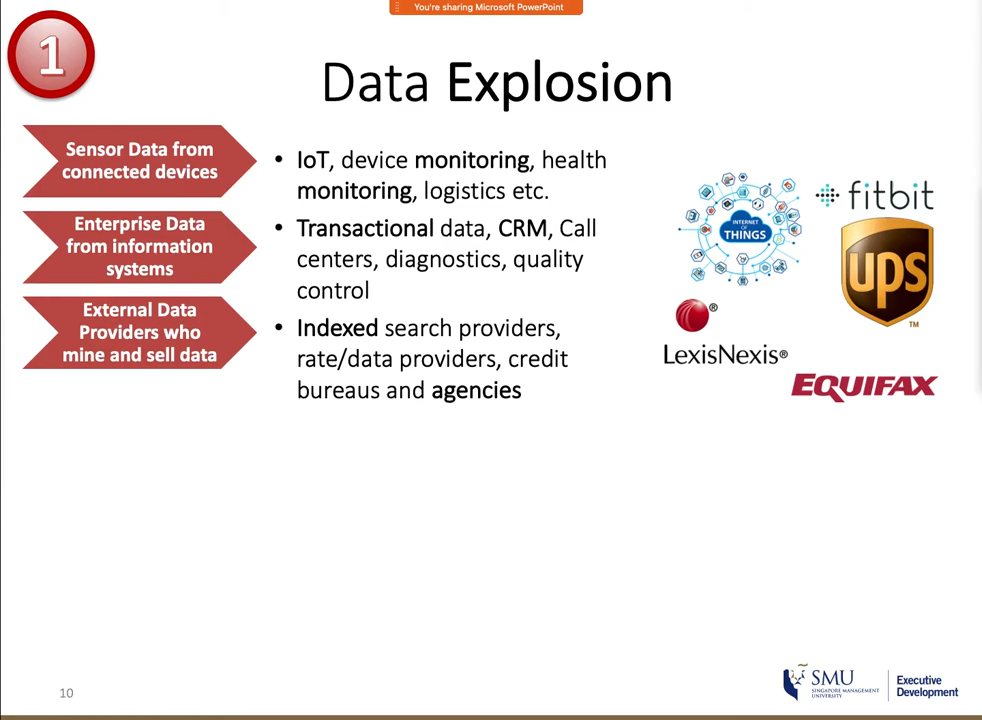 You're sharing Microsoft PowerPoint
1
Data Explosion
Sensor Data from
connected devices
• IoT, device monitoring, health
monitoring, logistics etc.
Enterprise Data
from information
systems
• Transactional data, CRM, Call
centers, diagnostics, quality
control
External Data
Providers who
mine and sell data
• Indexed search providers,
rate/data providers, credit
bureaus and agencies
INTERNET
OF
THINGS
fitbit
ups
TM
LexisNexis®
EQUIFAX
10
SMU
SINGAPORE MANAGEMENT
UNIVERSITY
Executive
Development